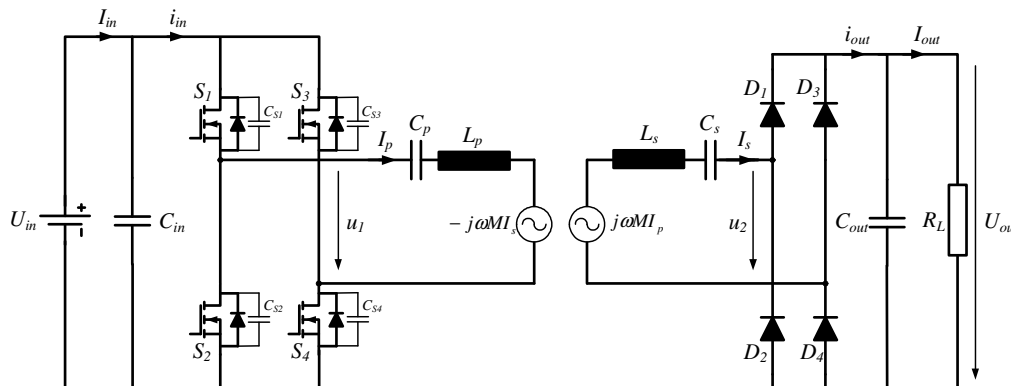 I_in i_in i_out I_out
S_1 C_S1 S_3 C_S3 D_1 D_3
I_p C_p L_p L_s C_s I_s
U_in + - C_in u_1 - jωMI_s jωMI_p u_2 C_out R_L U_ou
C_S2 C_S4
S_2 S_4 D_2 D_4